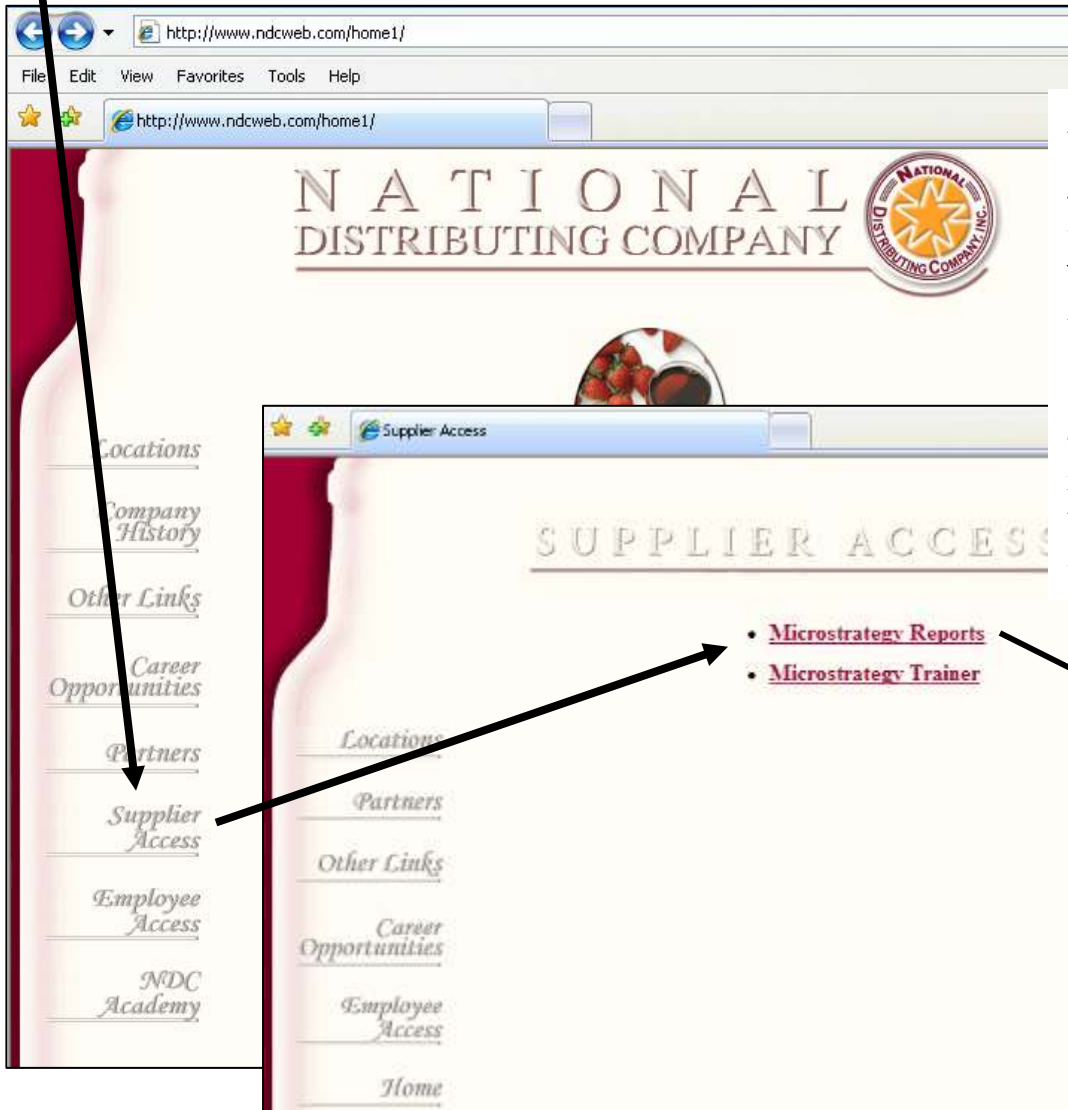 http://www.ndcweb.com/home1/
File Edit View Favorites Tools Help
http://www.ndcweb.com/home1/
NATIONAL
DISTRIBUTING COMPANY
NATIONAL
DISTRIBUTING COMPANY, INC.
Locations
Company
History
Other Links
Career
Opportunities
Partners
Supplier
Access
Employee
Access
NDC
Academy
Supplier Access
SUPPLIER ACCESS
• Microstrategy Reports
• Microstrategy Trainer
Locations
Partners
Other Links
Career
Opportunities
Employee
Access
Home